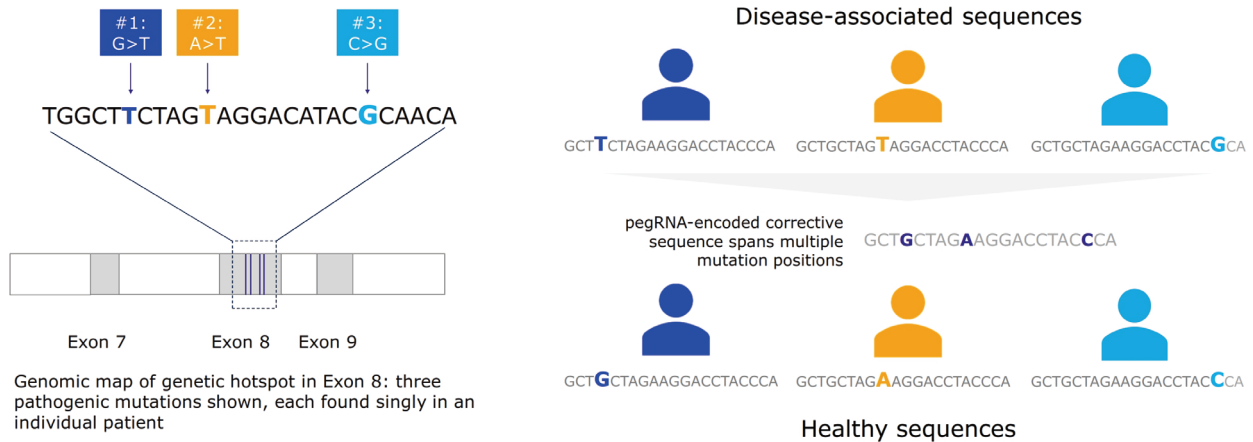 #1:
G>T
#2:
A>T
#3:
C>G
TGGCTTCTAGTAGGACATACGCAACA
Exon 7
Exon 8
Exon 9
Genomic map of genetic hotspot in Exon 8: three
pathogenic mutations shown, each found singly in an
individual patient
Disease-associated sequences
GCTTCTAGAAGGACCTACCCA
GCTGCTAGTAGGACCTACCCA
GCTGCTAGAAGGACCTACGCA
pegRNA-encoded corrective
sequence spans multiple
mutation positions
GCTGCTAGAAGGACCTACCCA
GCTGCTAGAAGGACCTACCCA
GCTGCTAGAAGGACCTACCCA
GCTGCTAGAAGGACCTACCCA
Healthy sequences